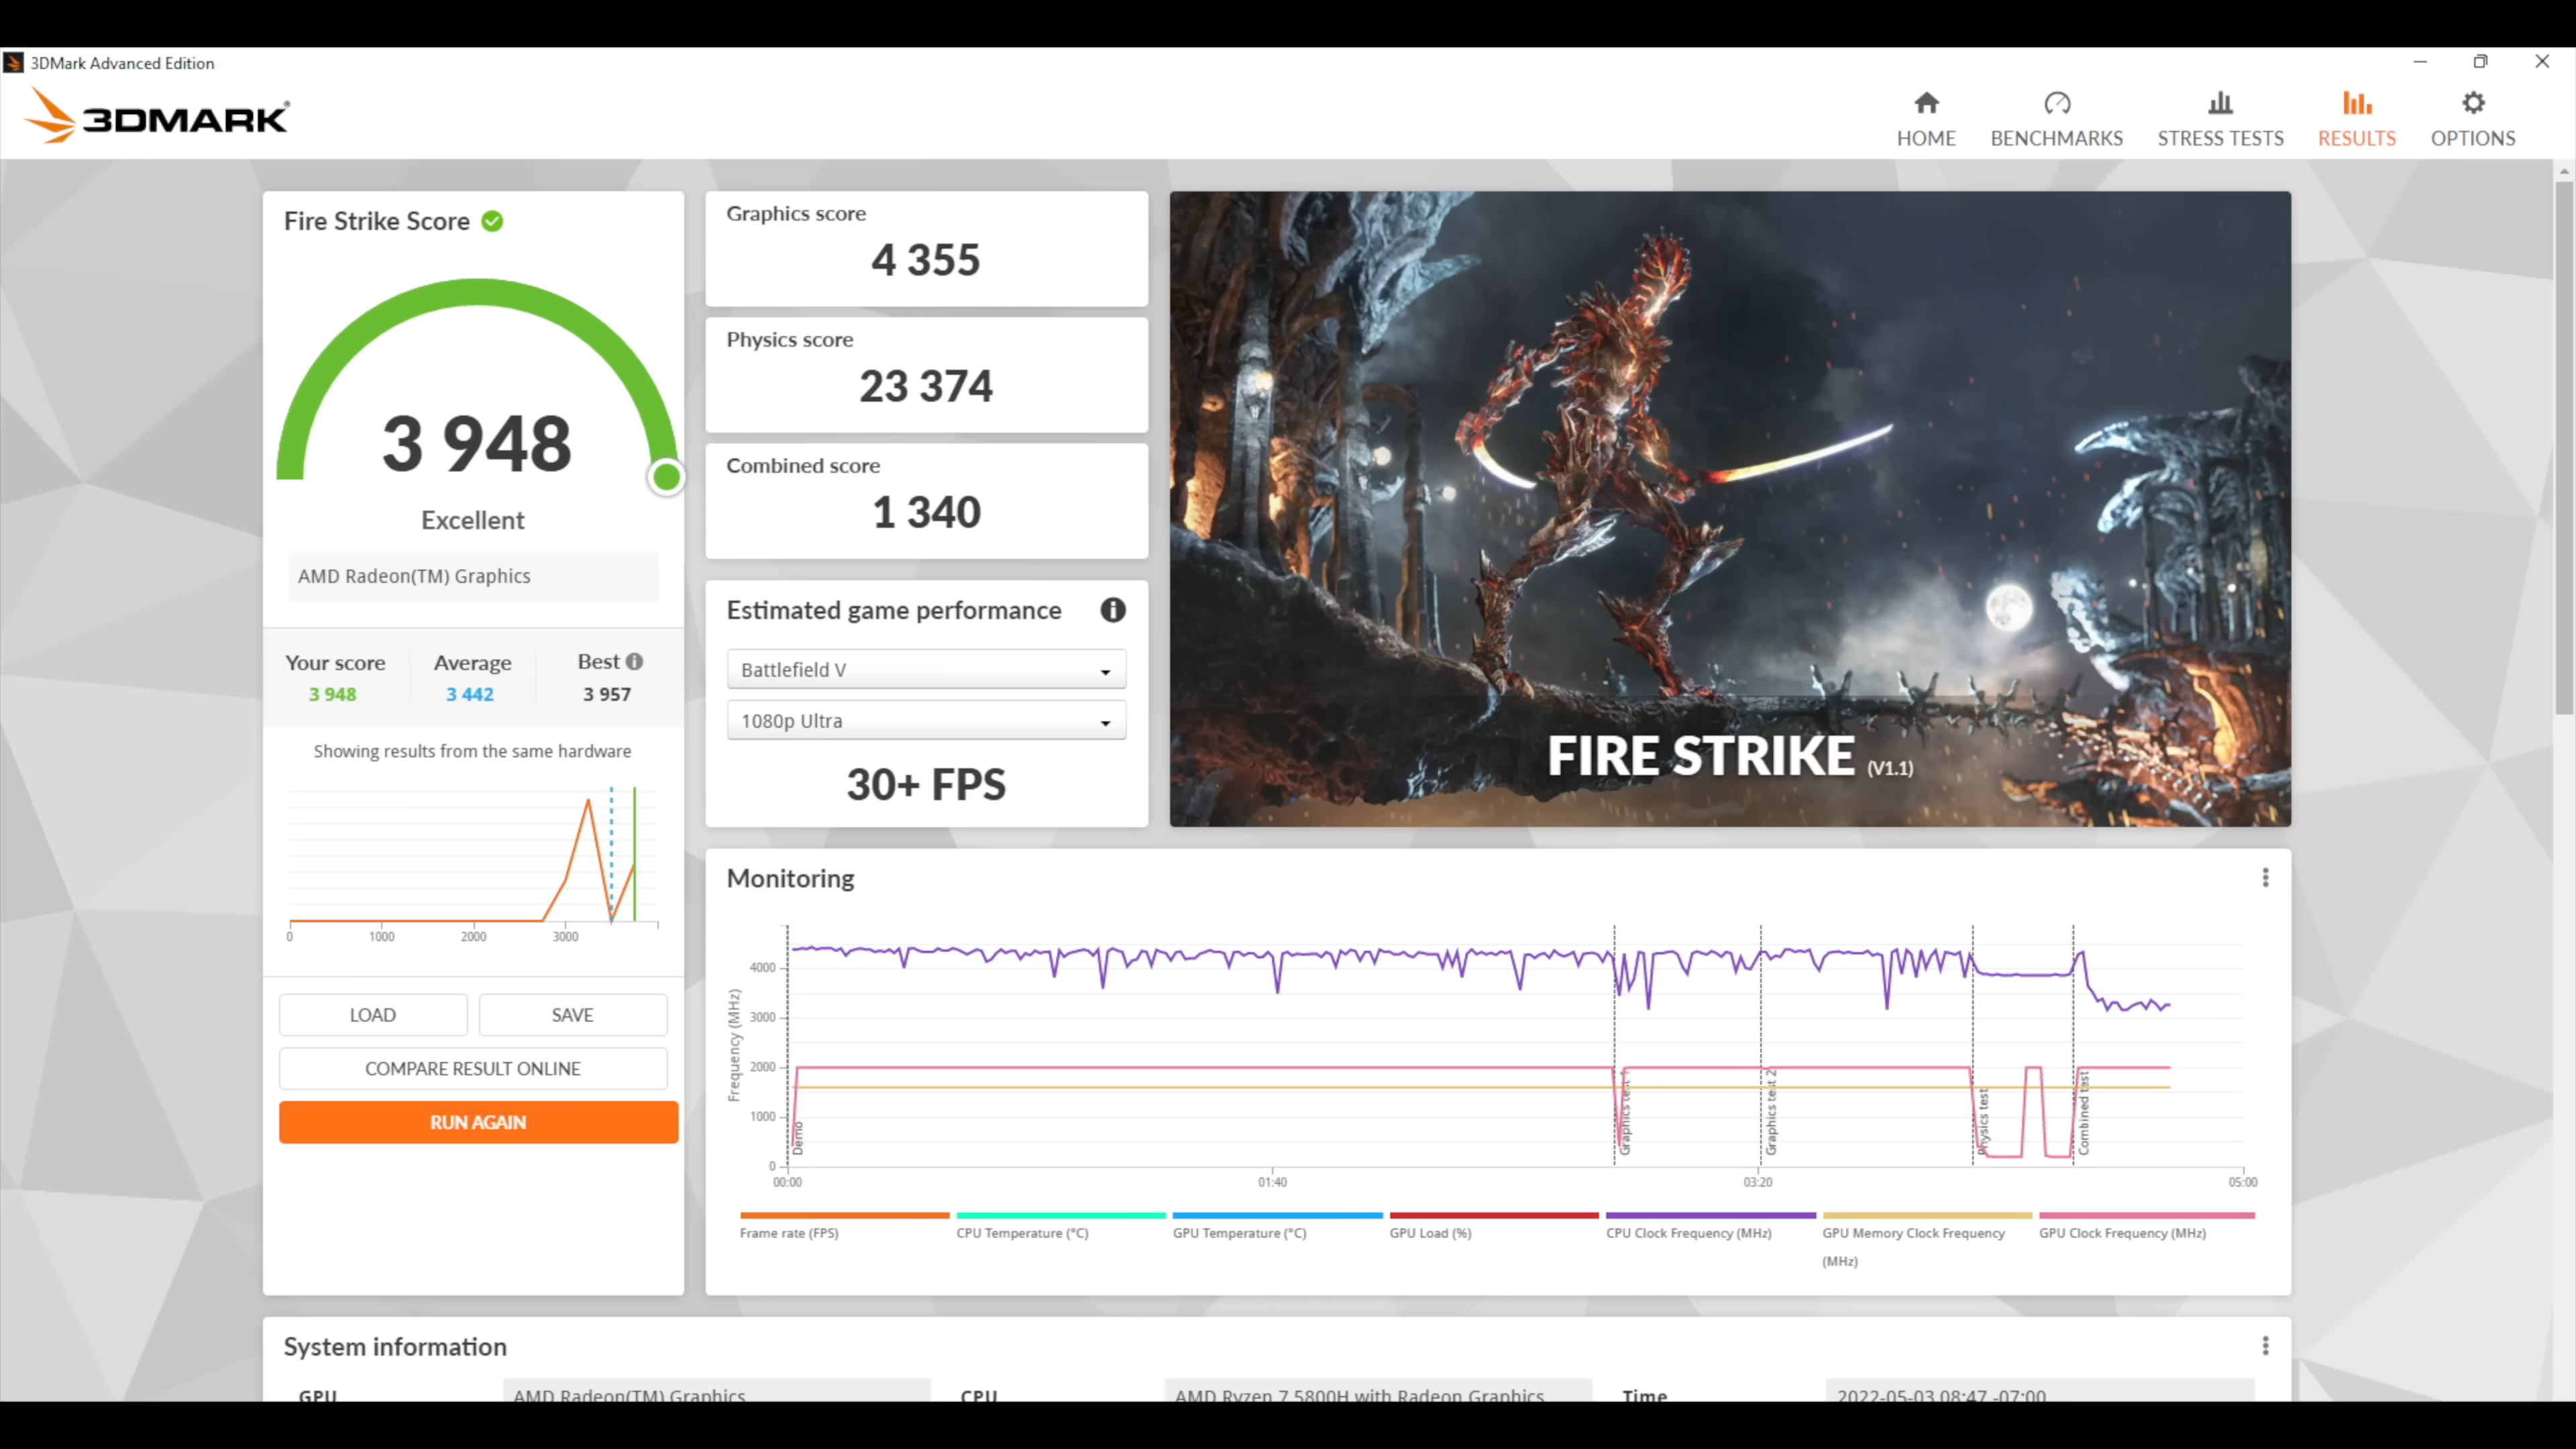 3DMark Advanced Edition
3DMARK®
HOME
BENCHMARKS
STRESS TESTS
RESULTS
OPTIONS
Fire Strike Score
3 948
Excellent
AMD Radeon(TM) Graphics
Your score
Average
Best
3 948
3 442
3 957
Showing results from the same hardware
0
1000
2000
3000
LOAD
SAVE
COMPARE RESULT ONLINE
RUN AGAIN
Graphics score
4 355
Physics score
23 374
Combined score
1 340
Estimated game performance
Battlefield V
1080p Ultra
30+ FPS
FIRE STRIKE (V1.1)
Monitoring
Frequency (MHz)
4000
3000
2000
1000
0
Demo
Graphics test 1
Graphics test 2
Physics test
Combined test
00:00
01:40
03:20
05:00
Frame rate (FPS)
CPU Temperature (°C)
GPU Temperature (°C)
GPU Load (%)
CPU Clock Frequency (MHz)
GPU Memory Clock Frequency
(MHz)
GPU Clock Frequency (MHz)
System information
GPU
AMD Radeon(TM) Graphics
CPU
AMD Ryzen 7 5800H with Radeon Graphics
Time
2022-05-03 08:47 -07:00